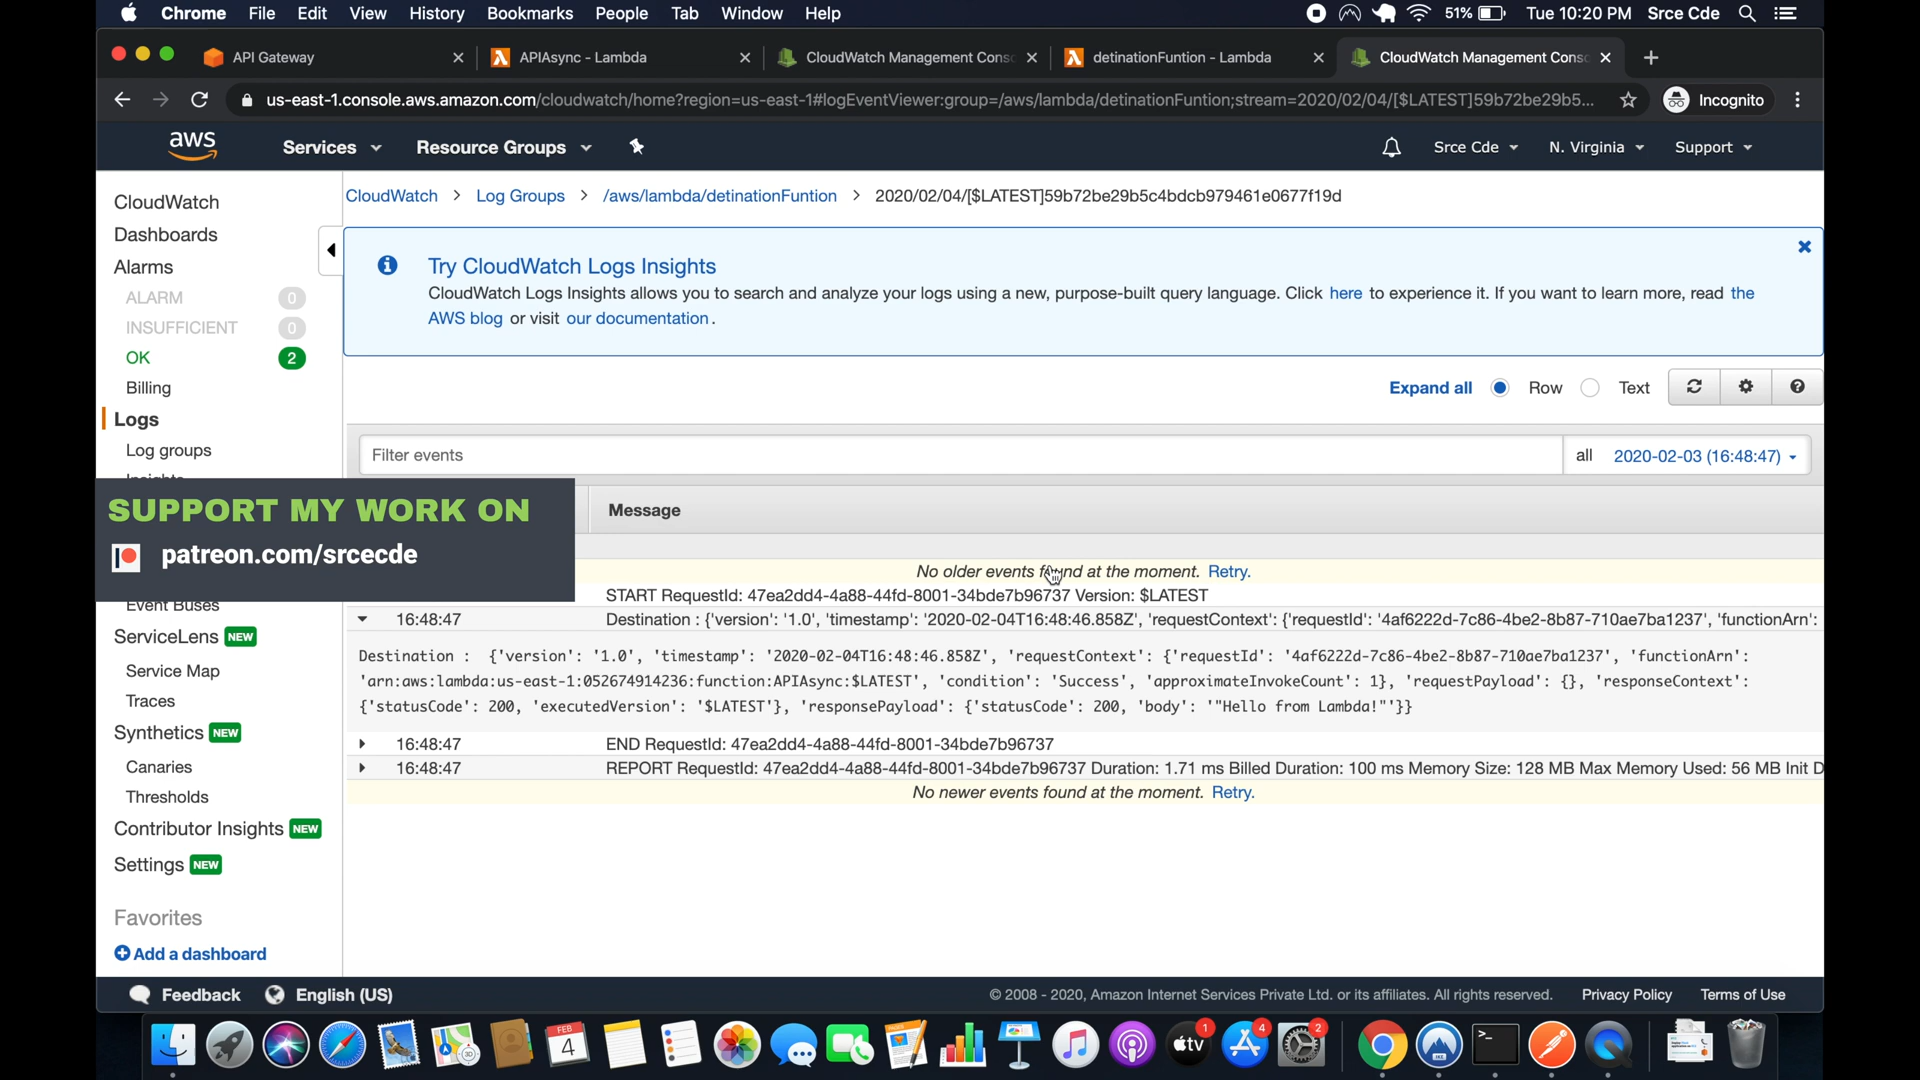 Chrome File Edit View History Bookmarks People Tab Window Help 51% Tue 10:20 PM Srce Cde
API Gateway APIAsync - Lambda CloudWatch Management Conso detinationFuntion - Lambda CloudWatch Management Conso
us-east-1.console.aws.amazon.com/cloudwatch/home?region=us-east-1#logEventViewer:group=/aws/lambda/detinationFuntion;stream=2020/02/04/[$LATEST]59b72be29b5... Incognito
aws Services Resource Groups Srce Cde N. Virginia Support
CloudWatch
Dashboards
Alarms
ALARM 0
INSUFFICIENT 0
OK 2
Billing
Logs
Log groups
Insights
SUPPORT MY WORK ON
patreon.com/srcecde
Event Buses
ServiceLens NEW
Service Map
Traces
Synthetics NEW
Canaries
Thresholds
Contributor Insights NEW
Settings NEW
Favorites
Add a dashboard
CloudWatch > Log Groups > /aws/lambda/detinationFuntion > 2020/02/04/[$LATEST]59b72be29b5c4bdcb979461e0677f19d
Try CloudWatch Logs Insights
CloudWatch Logs Insights allows you to search and analyze your logs using a new, purpose-built query language. Click here to experience it. If you want to learn more, read the
AWS blog or visit our documentation.
Expand all Row Text
Filter events all 2020-02-03 (16:48:47)
Message
No older events found at the moment. Retry.
START RequestId: 47ea2dd4-4a88-44fd-8001-34bde7b96737 Version: $LATEST
16:48:47 Destination : {'version': '1.0', 'timestamp': '2020-02-04T16:48:46.858Z', 'requestContext': {'requestId': '4af6222d-7c86-4be2-8b87-710ae7ba1237', 'functionArn':
Destination : {'version': '1.0', 'timestamp': '2020-02-04T16:48:46.858Z', 'requestContext': {'requestId': '4af6222d-7c86-4be2-8b87-710ae7ba1237', 'functionArn':
'arn:aws:lambda:us-east-1:052674914236:function:APIAsync:$LATEST', 'condition': 'Success', 'approximateInvokeCount': 1}, 'requestPayload': {}, 'responseContext':
{'statusCode': 200, 'executedVersion': '$LATEST'}, 'responsePayload': {'statusCode': 200, 'body': '"Hello from Lambda!"'}}
16:48:47 END RequestId: 47ea2dd4-4a88-44fd-8001-34bde7b96737
16:48:47 REPORT RequestId: 47ea2dd4-4a88-44fd-8001-34bde7b96737 Duration: 1.71 ms Billed Duration: 100 ms Memory Size: 128 MB Max Memory Used: 56 MB Init D
No newer events found at the moment. Retry.
Feedback English (US) © 2008 - 2020, Amazon Internet Services Private Ltd. or its affiliates. All rights reserved. Privacy Policy Terms of Use
FEB 4 tv 1 4 2